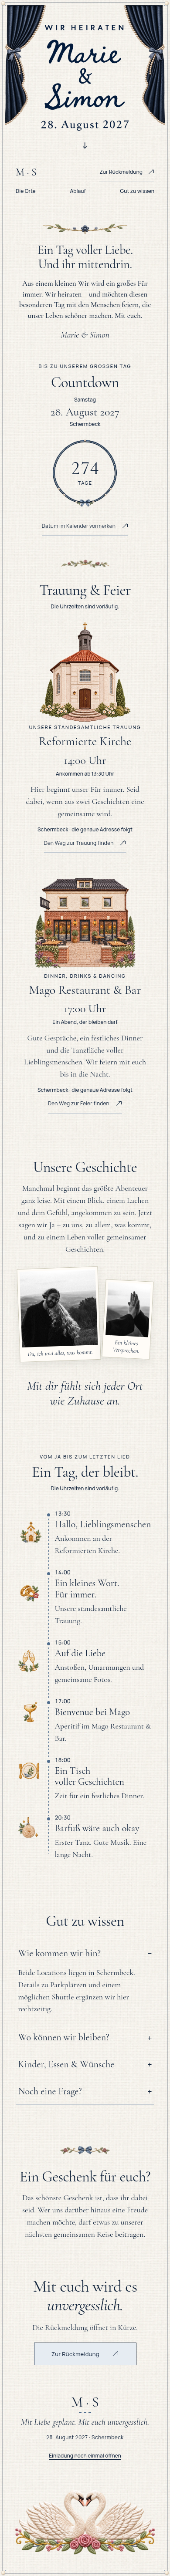 WIR HEIRATEN
Marie
&
Simon
28. August 2027
↓
M · S
Zur Rückmeldung ↗
Die Orte Ablauf Gut zu wissen
Ein Tag voller Liebe.
Und ihr mittendrin.
Aus einem kleinen Wir wird ein großes Für
immer. Wir heiraten – und möchten diesen
besonderen Tag mit den Menschen feiern, die
unser Leben schöner machen. Mit euch.
Marie & Simon
BIS ZU UNSEREM GROSSEN TAG
Countdown
Samstag
28. August 2027
Schermbeck
274
TAGE
Datum im Kalender vormerken ↗
Trauung & Feier
Die Uhrzeiten sind vorläufig.
UNSERE STANDESAMTLICHE TRAUUNG
Reformierte Kirche
14:00 Uhr
Ankommen ab 13:30 Uhr
Hier beginnt unser Für immer. Seid
dabei, wenn aus zwei Geschichten eine
gemeinsame wird.
Schermbeck · die genaue Adresse folgt
Den Weg zur Trauung finden ↗
DINNER, DRINKS & DANCING
Mago Restaurant & Bar
17:00 Uhr
Ein Abend, der bleiben darf
Gute Gespräche, ein festliches Dinner
und die Tanzfläche voller
Lieblingsmenschen. Wir feiern mit euch
bis in die Nacht.
Schermbeck · die genaue Adresse folgt
Den Weg zur Feier finden ↗
Unsere Geschichte
Manchmal beginnt das größte Abenteuer
ganz leise. Mit einem Blick, einem Lachen
und dem Gefühl, angekommen zu sein. Jetzt
sagen wir Ja – zu uns, zu allem, was kommt,
und zu einem Leben voller gemeinsamer
Geschichten.
Du, ich und alles, was kommt.
Ein kleines
Versprechen.
Mit dir fühlt sich jeder Ort
wie Zuhause an.
VOM JA BIS ZUM LETZTEN LIED
Ein Tag, der bleibt.
Die Uhrzeiten sind vorläufig.
13:30
Hallo, Lieblingsmenschen
Ankommen an der
Reformierten Kirche.
14:00
Ein kleines Wort.
Für immer.
Unsere standesamtliche
Trauung.
15:00
Auf die Liebe
Anstoßen, Umarmungen und
gemeinsame Fotos.
17:00
Bienvenue bei Mago
Aperitif im Mago Restaurant &
Bar.
18:00
Ein Tisch
voller Geschichten
Zeit für ein festliches Dinner.
20:30
Barfuß wäre auch okay
Erster Tanz. Gute Musik. Eine
lange Nacht.
Gut zu wissen
Wie kommen wir hin? −
Beide Locations liegen in Schermbeck.
Details zu Parkplätzen und einem
möglichen Shuttle ergänzen wir hier
rechtzeitig.
Wo können wir bleiben? +
Kinder, Essen & Wünsche +
Noch eine Frage? +
Ein Geschenk für euch?
Das schönste Geschenk ist, dass ihr dabei
seid. Wer uns darüber hinaus eine Freude
machen möchte, darf etwas zu unserer
nächsten gemeinsamen Reise beitragen.
Mit euch wird es
unvergesslich.
Die Rückmeldung öffnet in Kürze.
Zur Rückmeldung ↗
M · S
Mit Liebe geplant. Mit euch unvergesslich.
28. August 2027 · Schermbeck
Einladung noch einmal öffnen